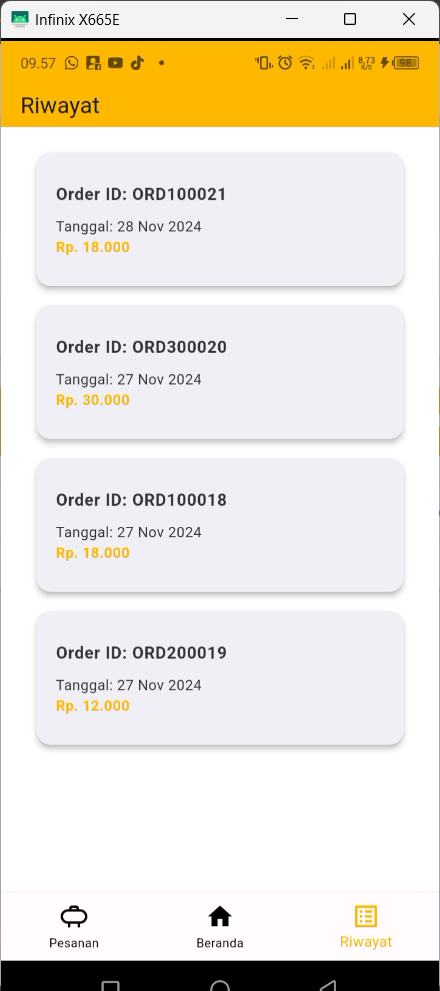 Infinix X665E
09.57
8,73
K/S
98
Riwayat
Order ID: ORD100021
Tanggal: 28 Nov 2024
Rp. 18.000
Order ID: ORD300020
Tanggal: 27 Nov 2024
Rp. 30.000
Order ID: ORD100018
Tanggal: 27 Nov 2024
Rp. 18.000
Order ID: ORD200019
Tanggal: 27 Nov 2024
Rp. 12.000
Pesanan
Beranda
Riwayat